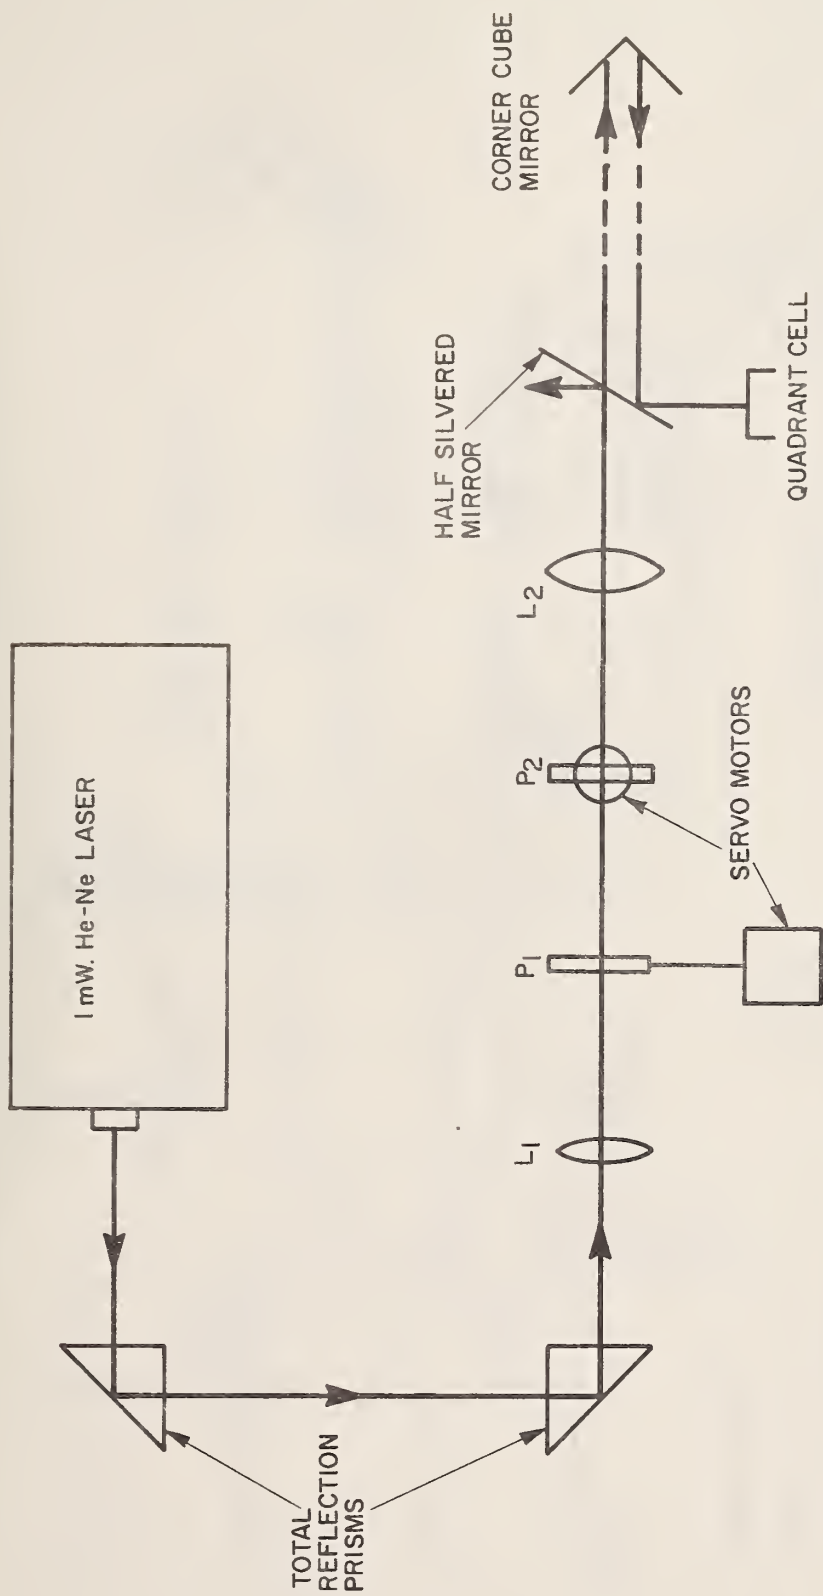 1 mW. He-Ne LASER
TOTAL
REFLECTION
PRISMS
L1
P1
P2
L2
SERVO MOTORS
HALF SILVERED
MIRROR
CORNER CUBE
MIRROR
QUADRANT CELL